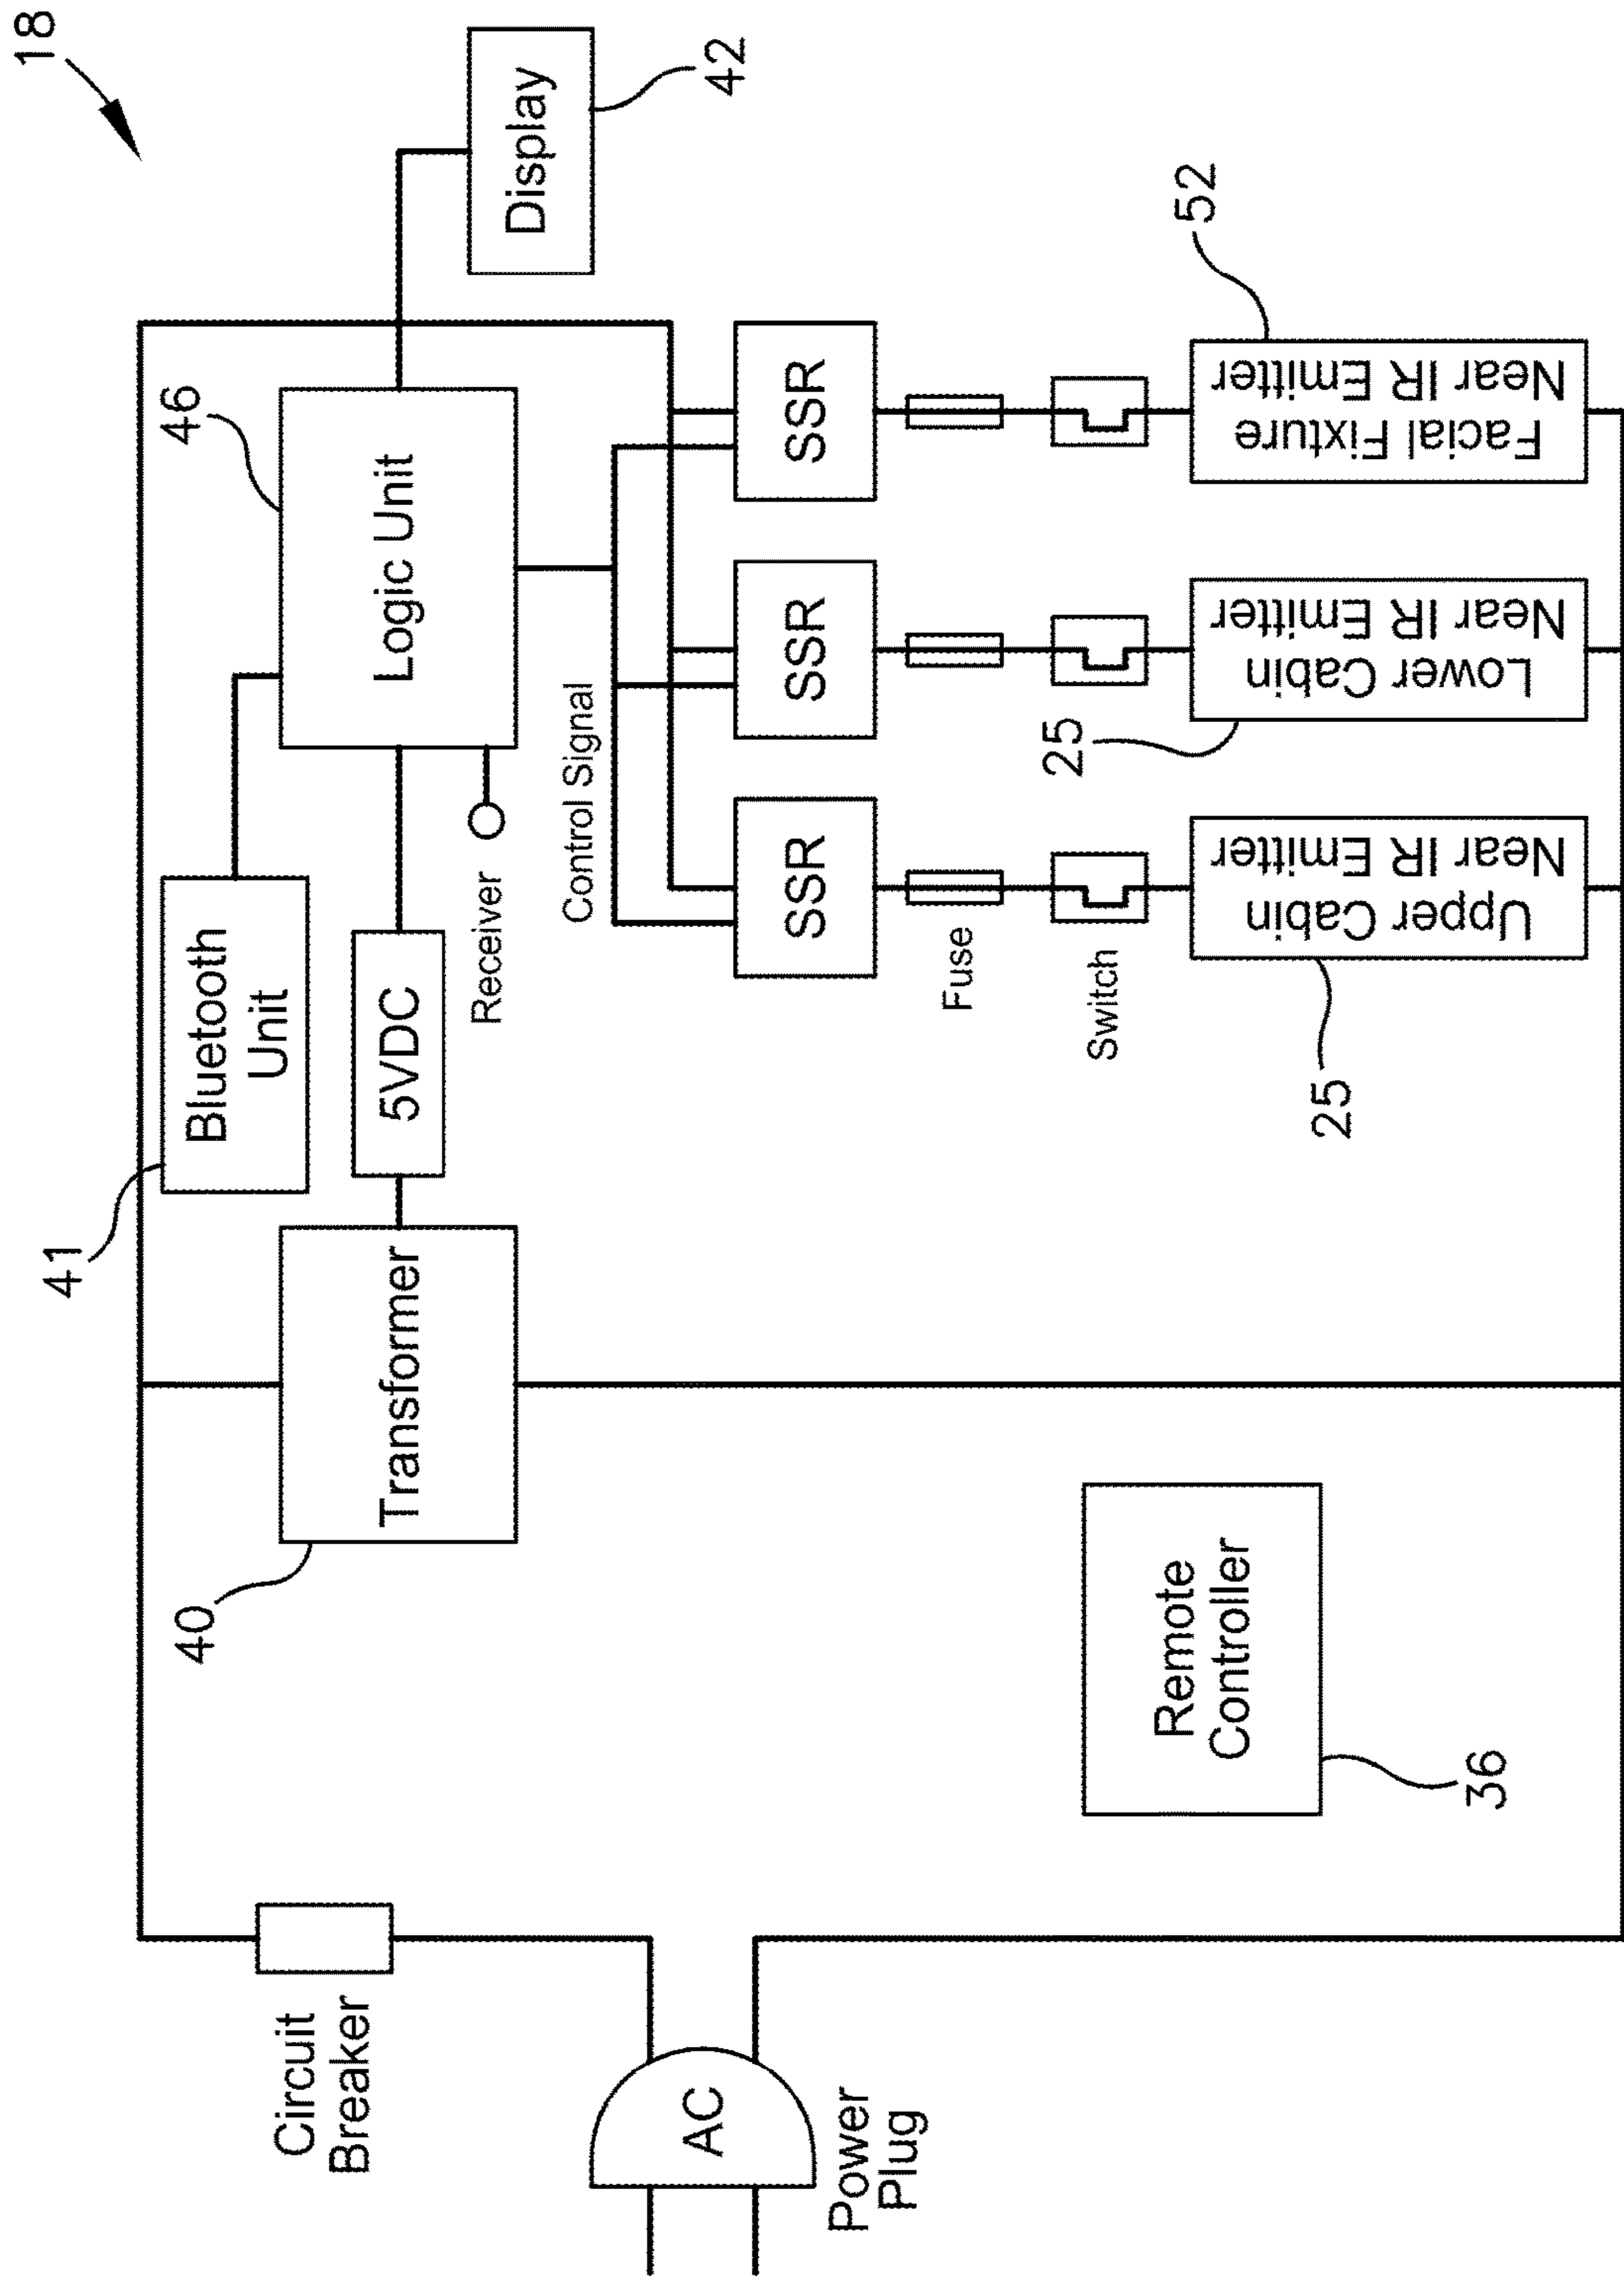 18
Circuit
Breaker
AC
Power
Plug
40
Transformer
41
Bluetooth
Unit
5VDC
Receiver
46
Logic Unit
Display
42
Control Signal
SSR
SSR
SSR
Fuse
Switch
25
Upper Cabin
Near IR Emitter
25
Lower Cabin
Near IR Emitter
52
Facial Fixture
Near IR Emitter
Remote
Controller
36